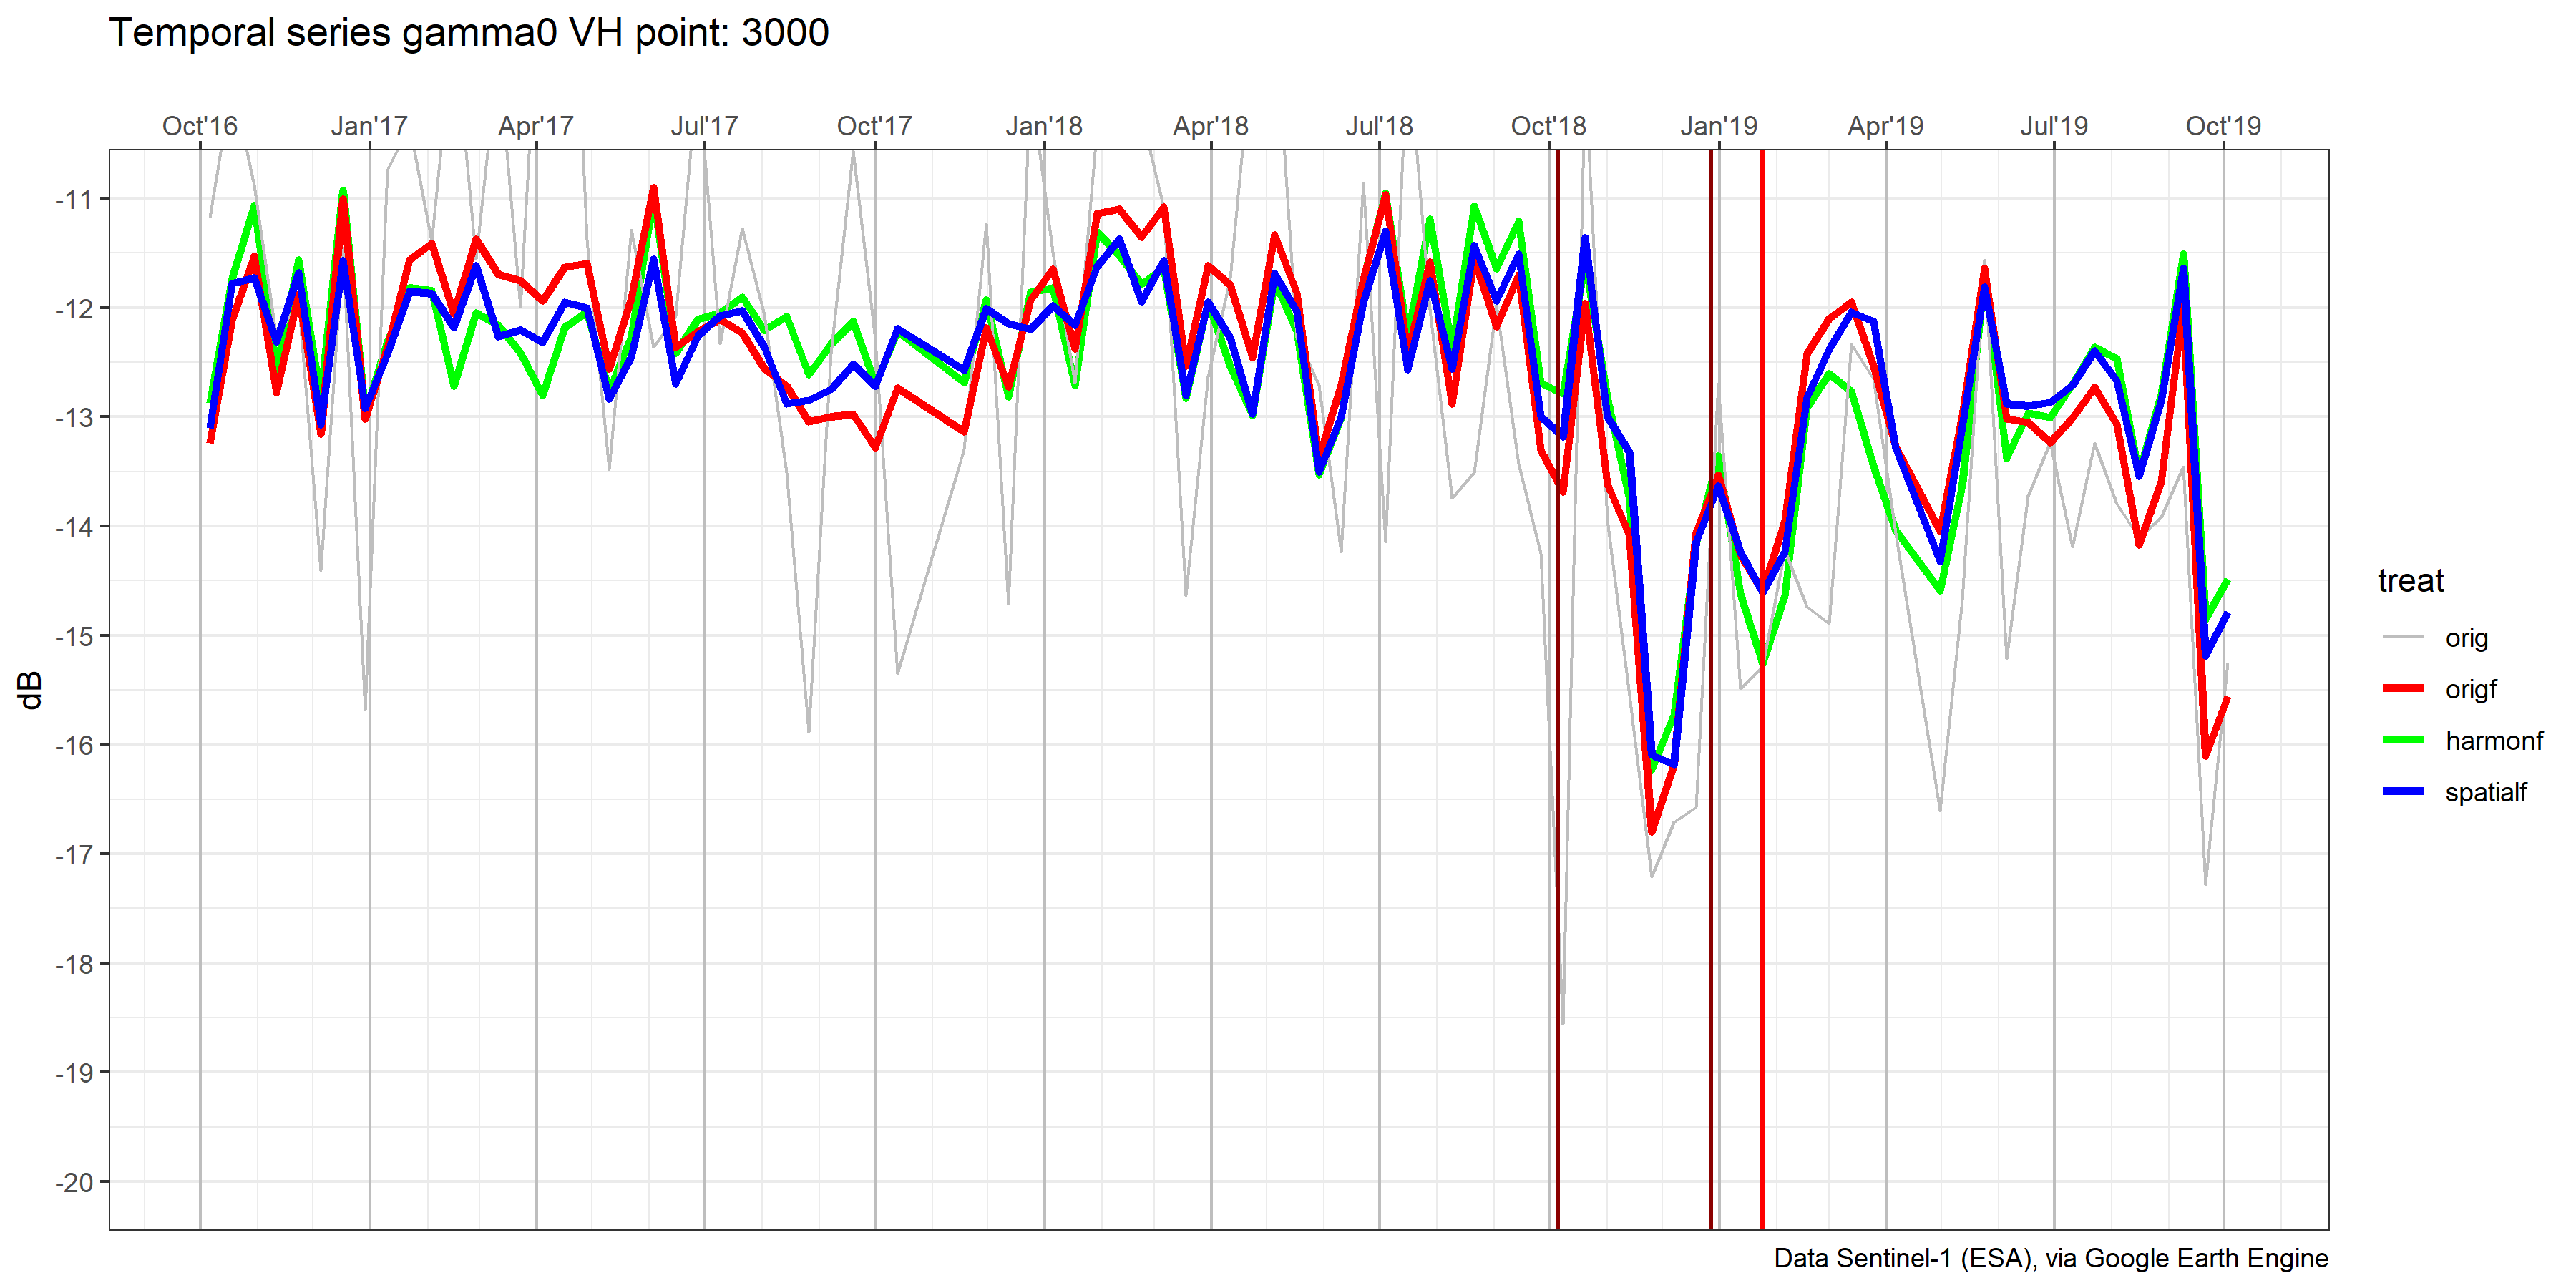 Temporal series gamma0 VH point: 3000
Oct'16 Jan'17 Apr'17 Jul'17 Oct'17 Jan'18 Apr'18 Jul'18 Oct'18 Jan'19 Apr'19 Jul'19 Oct'19
-11
-12
-13
-14
-15
-16
-17
-18
-19
-20
dB
treat
orig
origf
harmonf
spatialf
Data Sentinel-1 (ESA), via Google Earth Engine